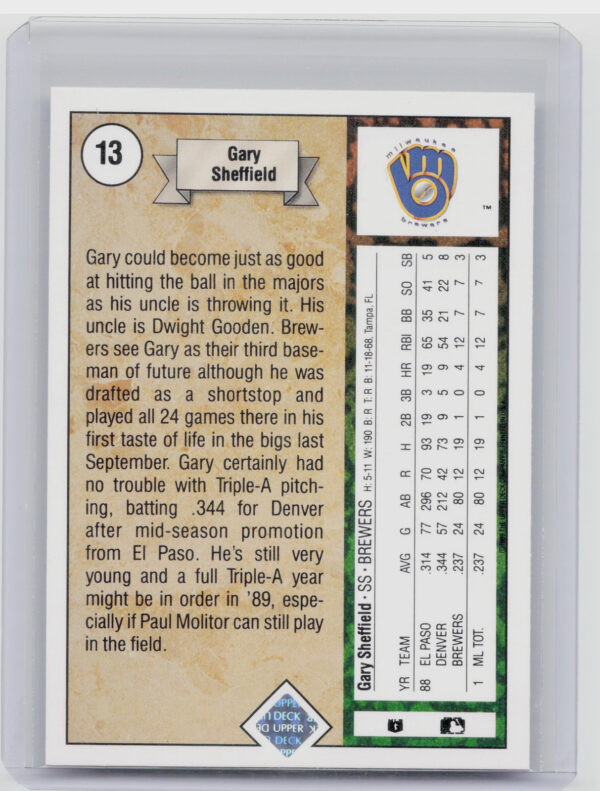 13
Gary
Sheffield
Gary could become just as good
at hitting the ball in the majors
as his uncle is throwing it. His
uncle is Dwight Gooden. Brew-
ers see Gary as their third base-
man of future although he was
drafted as a shortstop and
played all 24 games there in his
first taste of life in the bigs last
September. Gary certainly had
no trouble with Triple-A pitch-
ing, batting .344 for Denver
after mid-season promotion
from El Paso. He's still very
young and a full Triple-A year
might be in order in '89, espe-
cially if Paul Molitor can still play
in the field.
milwaukee
brewers
TM
Gary Sheffield • SS • BREWERS H: 5-11 W: 190 B: R T: R B: 11-18-68, Tampa, FL
YR TEAM AVG G AB R H 2B 3B HR RBI BB SO SB
88 EL PASO .314 77 296 70 93 19 3 19 65 35 41 5
DENVER .344 57 212 42 73 9 5 9 54 21 22 8
BREWERS .237 24 80 12 19 1 0 4 12 7 7 3
1 ML TOT. .237 24 80 12 19 1 0 4 12 7 7 3
UPPER
DECK
UPPER
DECK